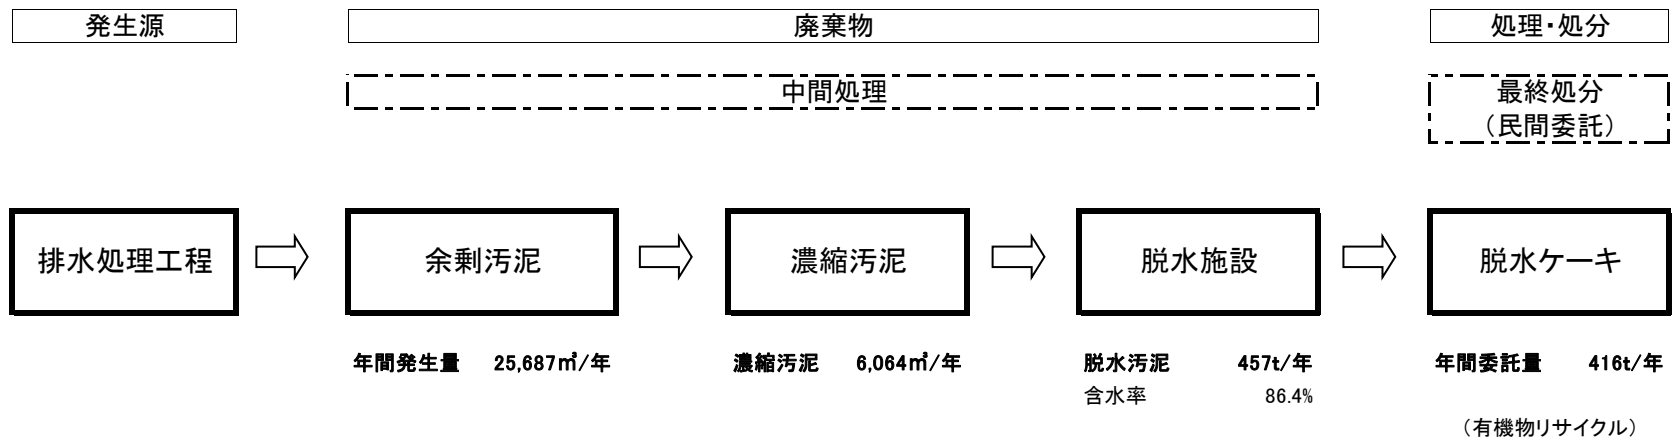 発生源
廃棄物
処理・処分
中間処理
最終処分
（民間委託）
排水処理工程
余剰汚泥
濃縮汚泥
脱水施設
脱水ケーキ
年間発生量 25,687㎥/年
濃縮汚泥 6,064㎥/年
脱水汚泥 457t/年
年間委託量 416t/年
含水率 86.4%
（有機物リサイクル）